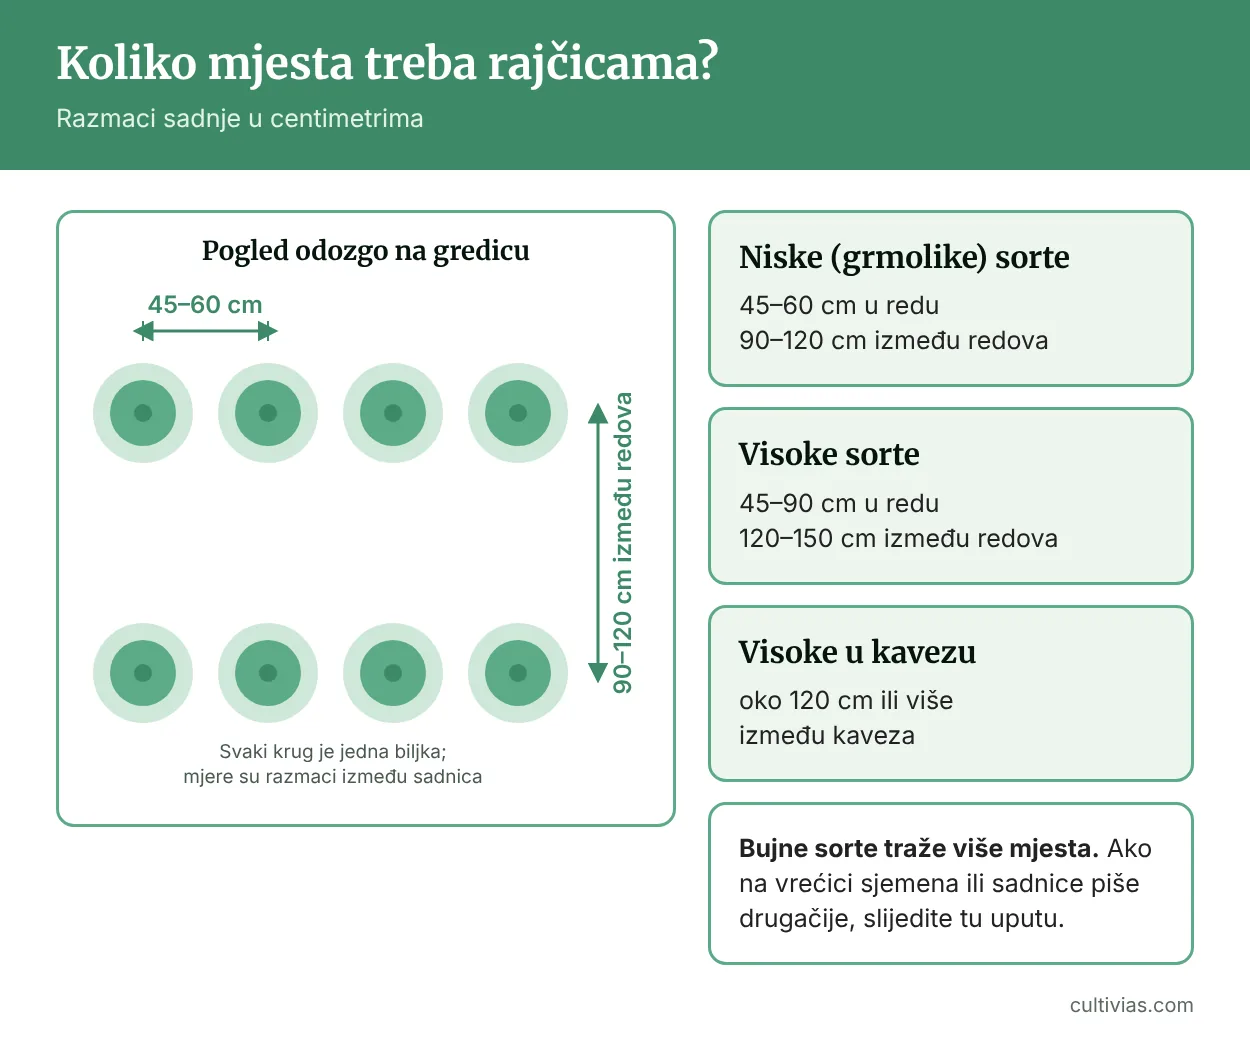 Koliko mjesta treba rajčicama?
Razmaci sadnje u centimetrima
Pogled odozgo na gredicu
45–60 cm
90–120 cm između redova
Svaki krug je jedna biljka;
mjere su razmaci između sadnica
Niske (grmolike) sorte
45–60 cm u redu
90–120 cm između redova
Visoke sorte
45–90 cm u redu
120–150 cm između redova
Visoke u kavezu
oko 120 cm ili više
između kaveza
Bujne sorte traže više mjesta. Ako
na vrećici sjemena ili sadnice piše
drugačije, slijedite tu uputu.
cultivias.com